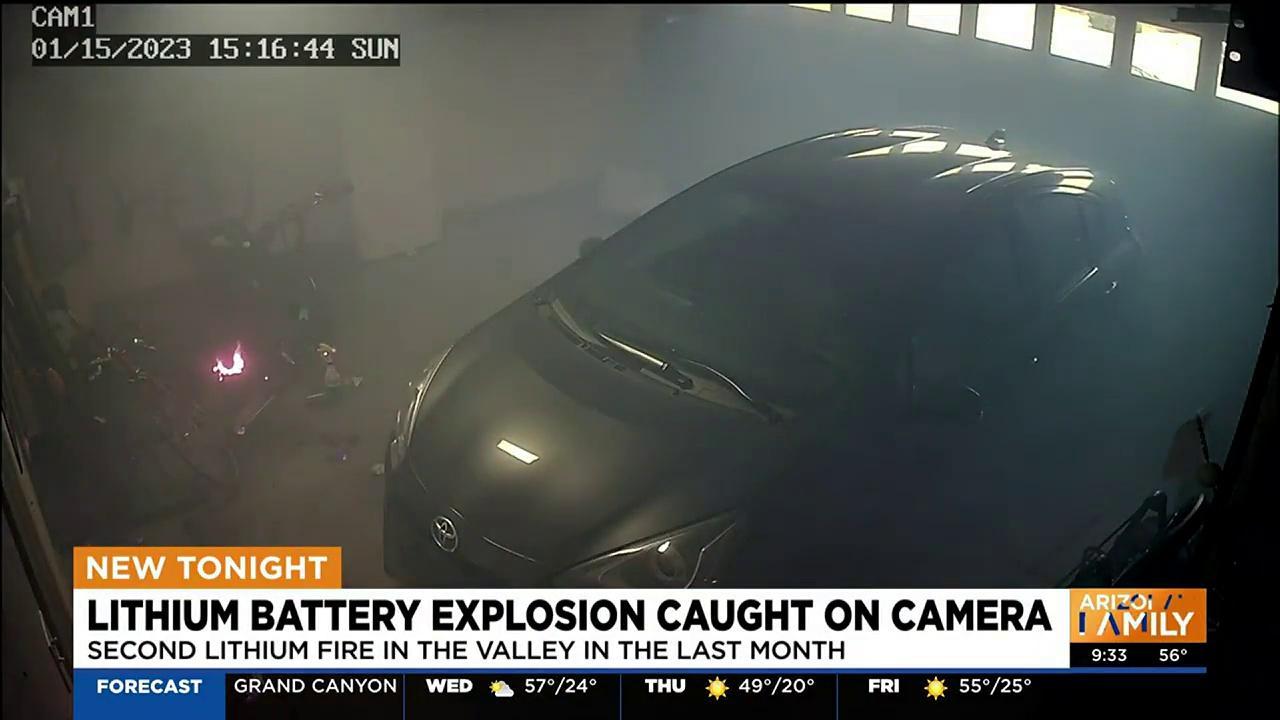 CAM1
01/15/2023 15:16:44 SUN
NEW TONIGHT
LITHIUM BATTERY EXPLOSION CAUGHT ON CAMERA
SECOND LITHIUM FIRE IN THE VALLEY IN THE LAST MONTH
FAMILY
9:33 56°
FORECAST GRAND CANYON WED 57°/24° THU 49°/20° FRI 55°/25°